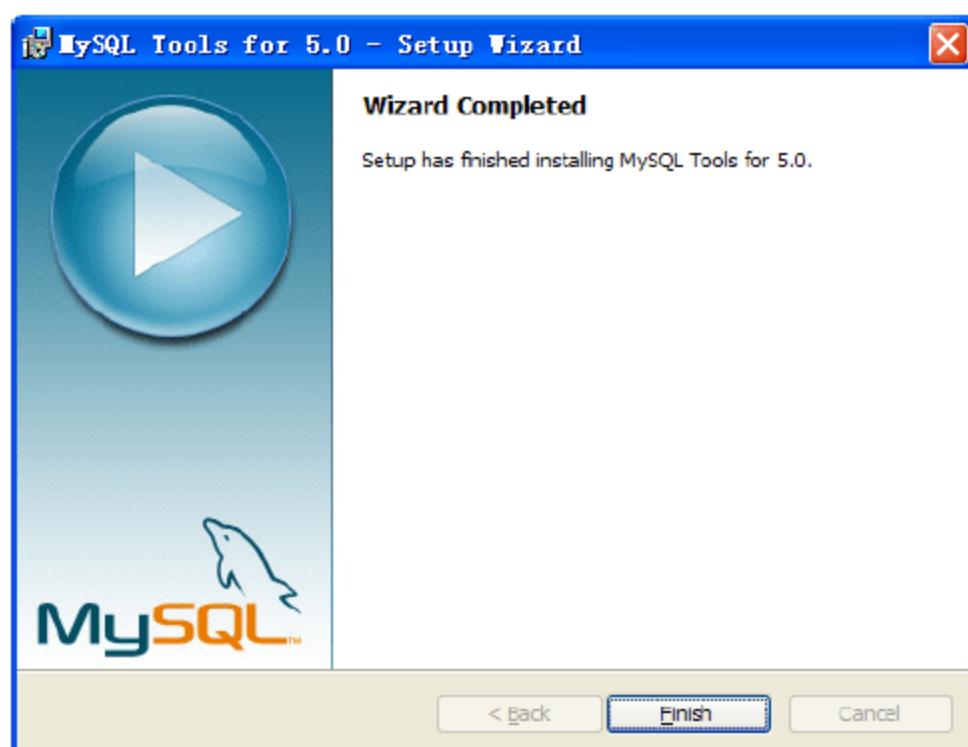 MySQL Tools for 5.0 - Setup Wizard
Wizard Completed
Setup has finished installing MySQL Tools for 5.0.
MySQL TM
< Back
Finish
Cancel